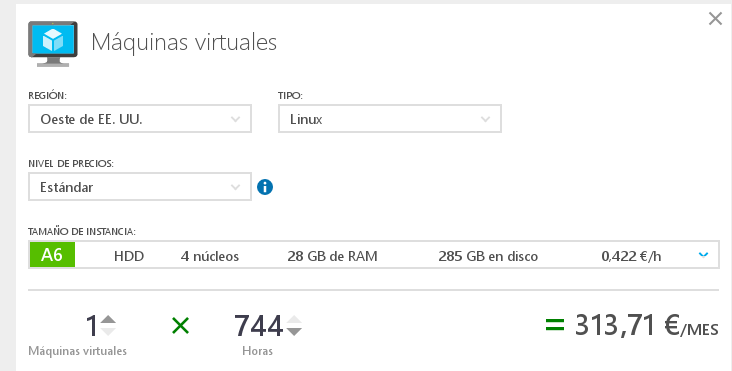 Máquinas virtuales
REGIÓN: TIPO:
Oeste de EE. UU. Linux
NIVEL DE PRECIOS:
Estándar
TAMAÑO DE INSTANCIA:
A6 HDD 4 núcleos 28 GB de RAM 285 GB en disco 0,422 €/h
1 × 744 = 313,71 €/MES
Máquinas virtuales Horas